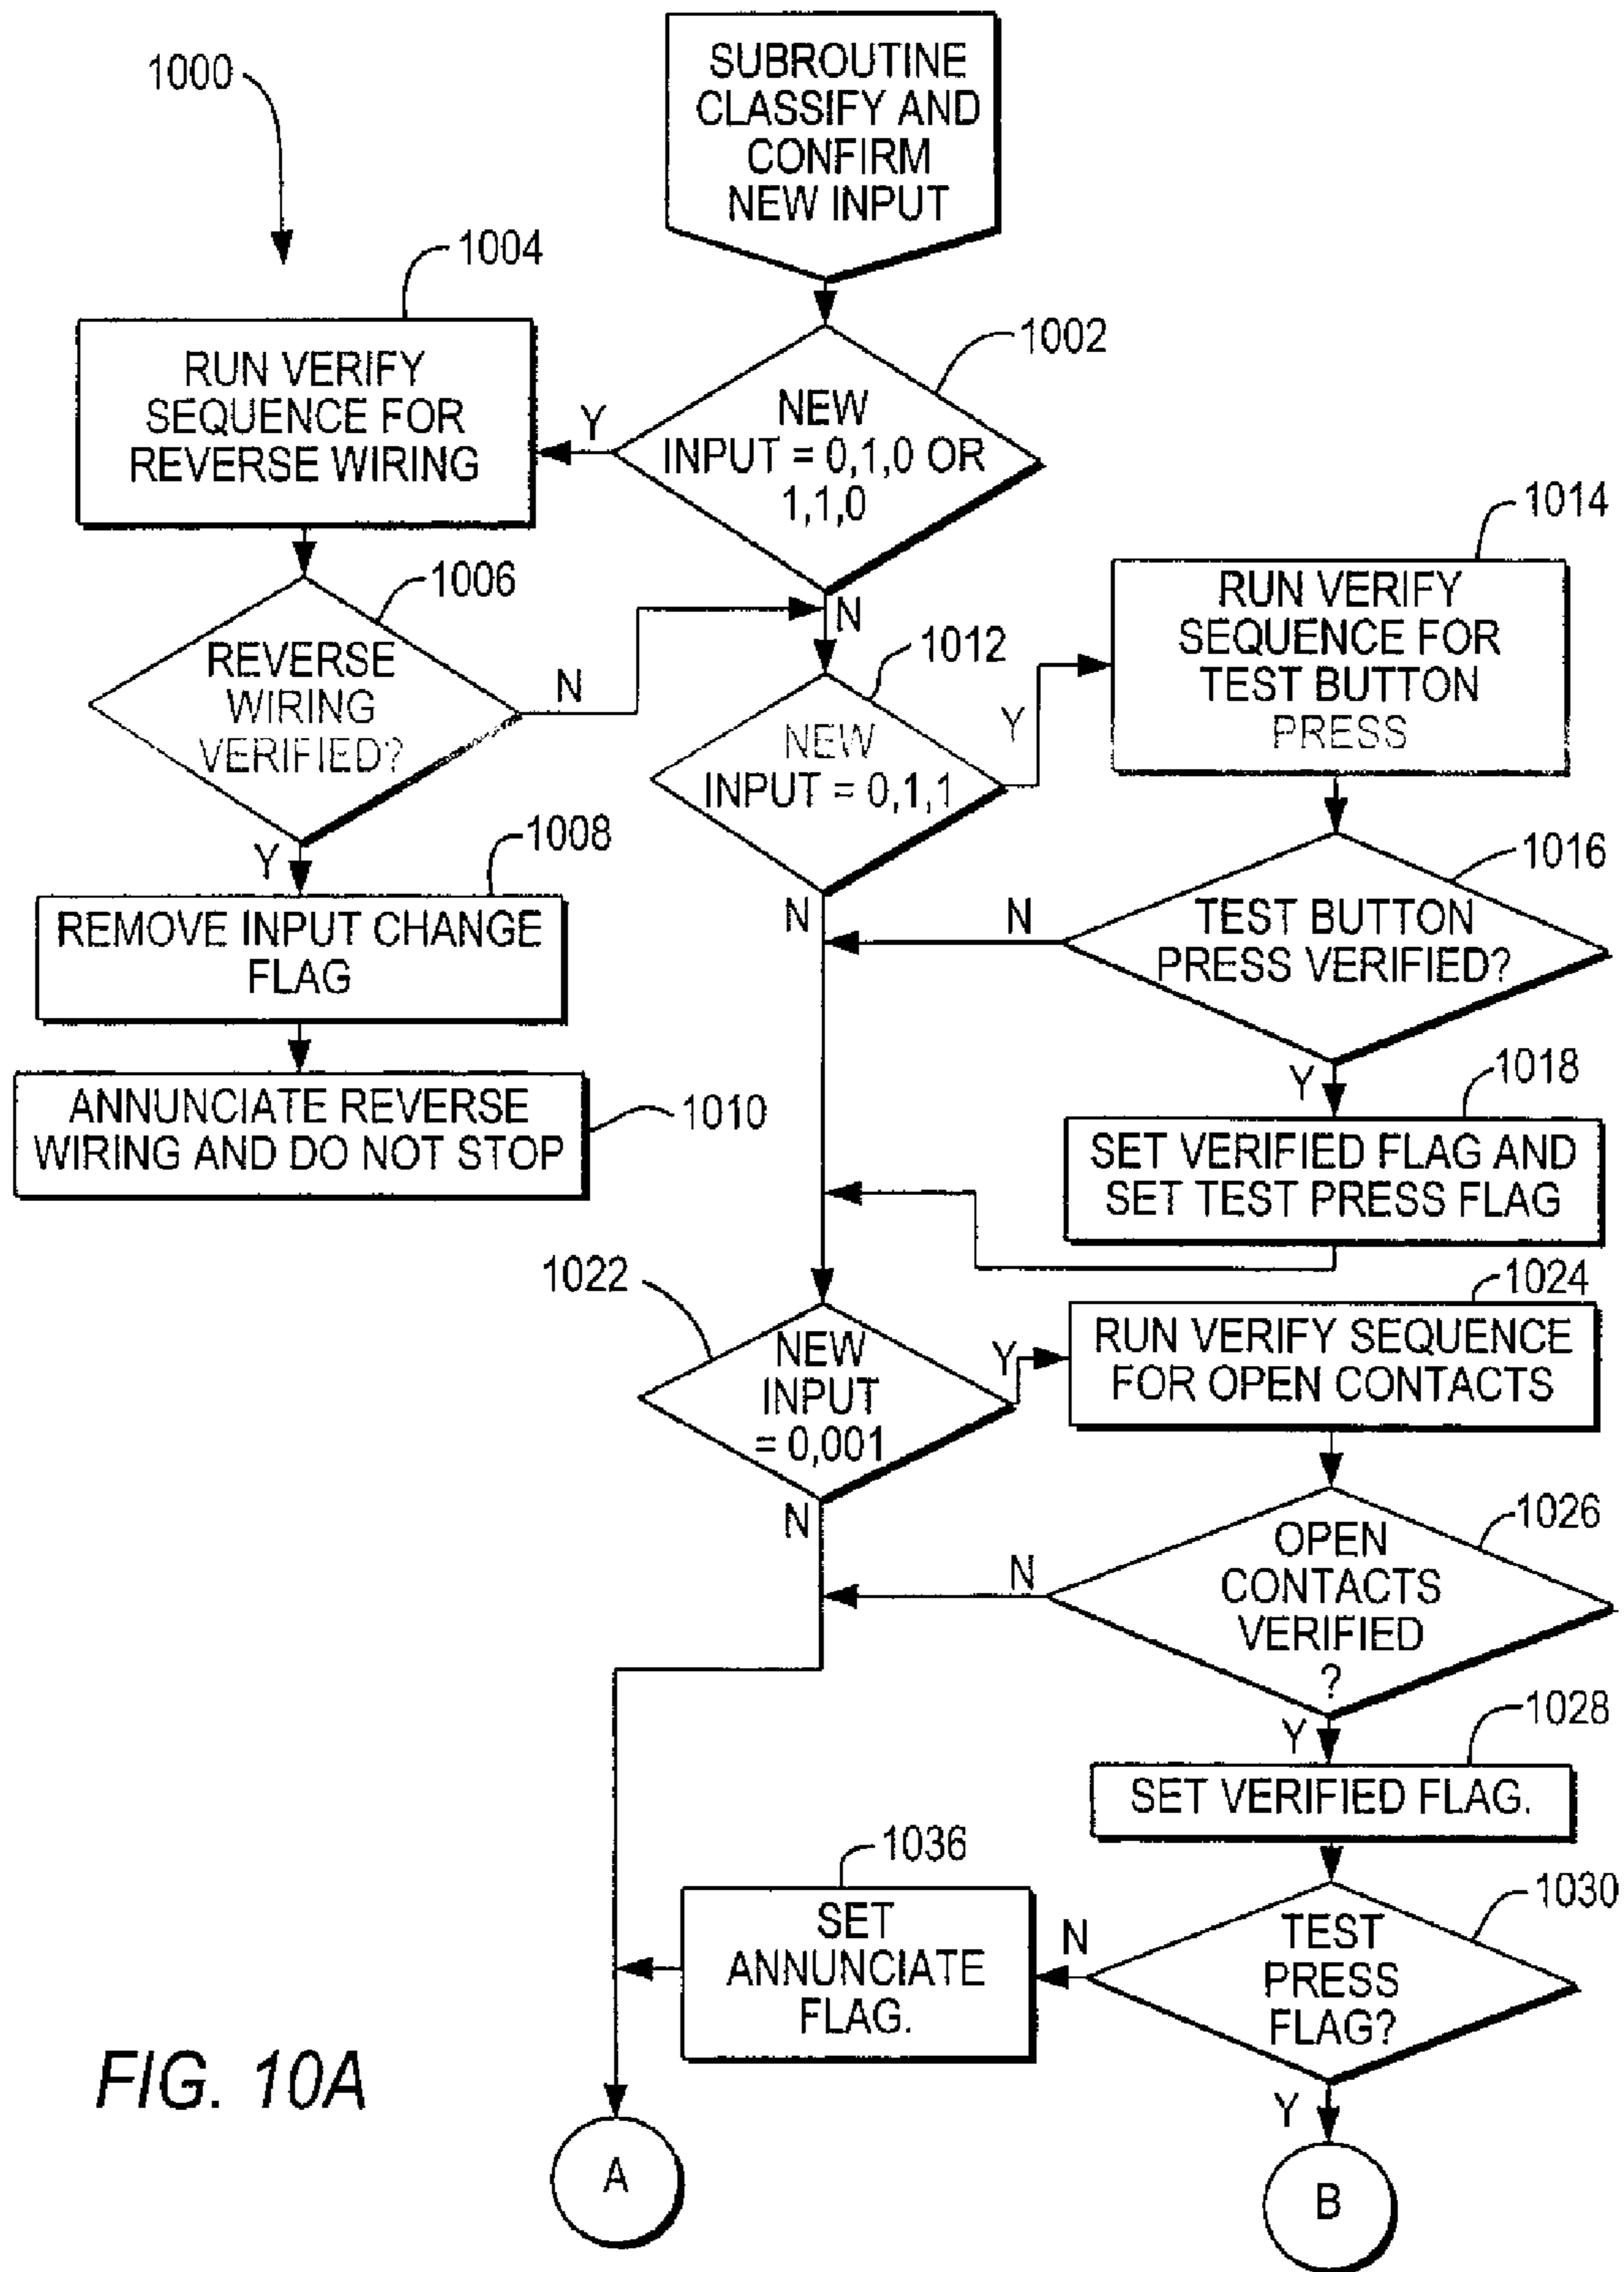 SUBROUTINE
CLASSIFY AND
CONFIRM
NEW INPUT
1000
1004
RUN VERIFY
SEQUENCE FOR
REVERSE WIRING
1002
NEW
INPUT = 0,1,0 OR
1,1,0
Y
N
1006
REVERSE
WIRING
VERIFIED?
N
Y
1008
REMOVE INPUT CHANGE
FLAG
ANNUNCIATE REVERSE
WIRING AND DO NOT STOP
1010
1012
NEW
INPUT = 0,1,1
Y
N
1014
RUN VERIFY
SEQUENCE FOR
TEST BUTTON
PRESS
1016
TEST BUTTON
PRESS VERIFIED?
N
Y
1018
SET VERIFIED FLAG AND
SET TEST PRESS FLAG
1022
NEW
INPUT
= 0,001
Y
N
1024
RUN VERIFY SEQUENCE
FOR OPEN CONTACTS
1026
OPEN
CONTACTS
VERIFIED
?
N
Y
1028
SET VERIFIED FLAG.
1030
TEST
PRESS
FLAG?
N
Y
1036
SET
ANNUNCIATE
FLAG.
A
B
FIG. 10A